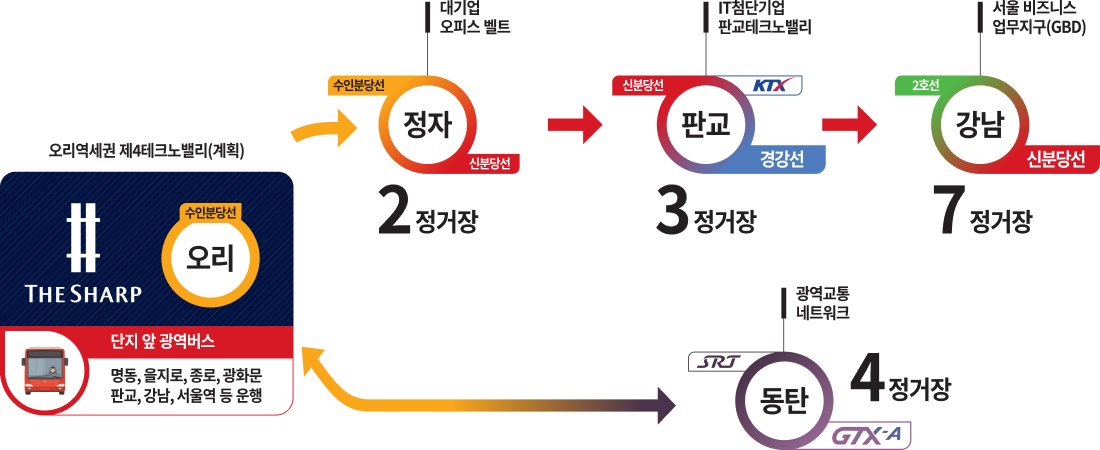 대기업
오피스 벨트
수인분당선
정자
신분당선
2 정거장
IT첨단기업
판교테크노밸리
신분당선
KTX
판교
경강선
3 정거장
서울 비즈니스
업무지구(GBD)
2호선
강남
신분당선
7 정거장
오리역세권 제4테크노밸리(계획)
THE SHARP
수인분당선
오리
단지 앞 광역버스
명동, 을지로, 종로, 광화문
판교, 강남, 서울역 등 운행
광역교통
네트워크
SRT
동탄
GTX-A
4 정거장